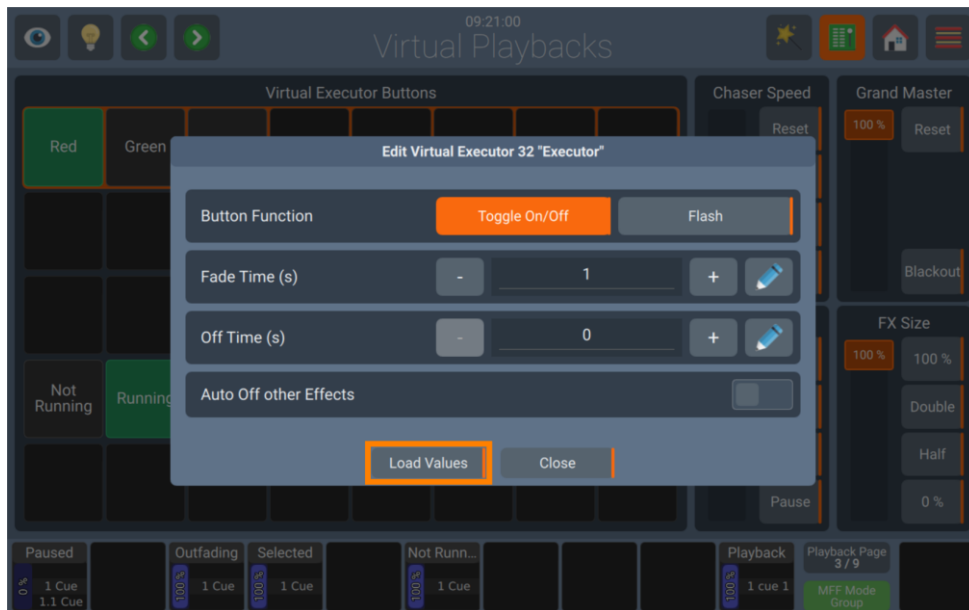 09:21:00
Virtual Playbacks
Virtual Executor Buttons
Chaser Speed
Grand Master
Red
Green
Reset
100 %
Reset
Edit Virtual Executor 32 "Executor"
Button Function
Toggle On/Off
Flash
Fade Time (s)
-
1
+
Blackout
Off Time (s)
-
0
+
FX Size
100 %
100 %
Not
Running
Running
Auto Off other Effects
Double
Half
Load Values
Close
Pause
0 %
Paused
0 %
1 Cue
1.1 Cue
Outfading
100 %
1 Cue
Selected
100 %
1 Cue
Not Runn...
100 %
1 Cue
Playback
100 %
1 cue 1
Playback Page
3 / 9
MFF Mode
Group